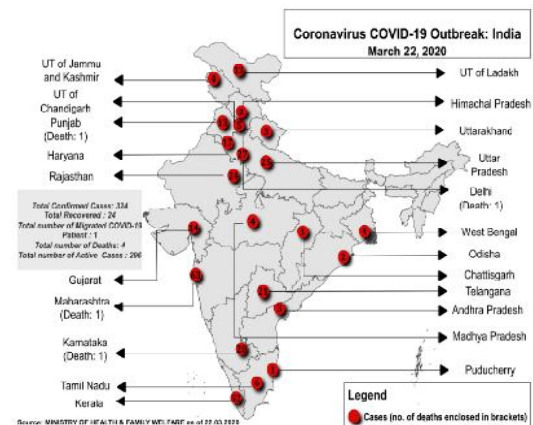 Coronavirus COVID-19 Outbreak: India
March 22, 2020
UT of Jammu
and Kashmir
UT of
Chandigarh
Punjab
(Death: 1)
Haryana
Rajasthan
Total Confirmed Cases: 334
Total Recovered : 24
Total number of Migrated COVID-19
Patient : 1
Total number of Deaths: 4
Total number of Active Cases : 296
Gujarat
Maharashtra
(Death: 1)
Karnataka
(Death: 1)
Tamil Nadu
Kerala
UT of Ladakh
Himachal Pradesh
Uttarakhand
Uttar
Pradesh
Delhi
(Death: 1)
West Bengal
Odisha
Chattisgarh
Telangana
Andhra Pradesh
Madhya Pradesh
Puducherry
Legend
Cases (no. of deaths enclosed in brackets)
Source: MINISTRY OF HEALTH & FAMILY WELFARE as of 22.03.2020